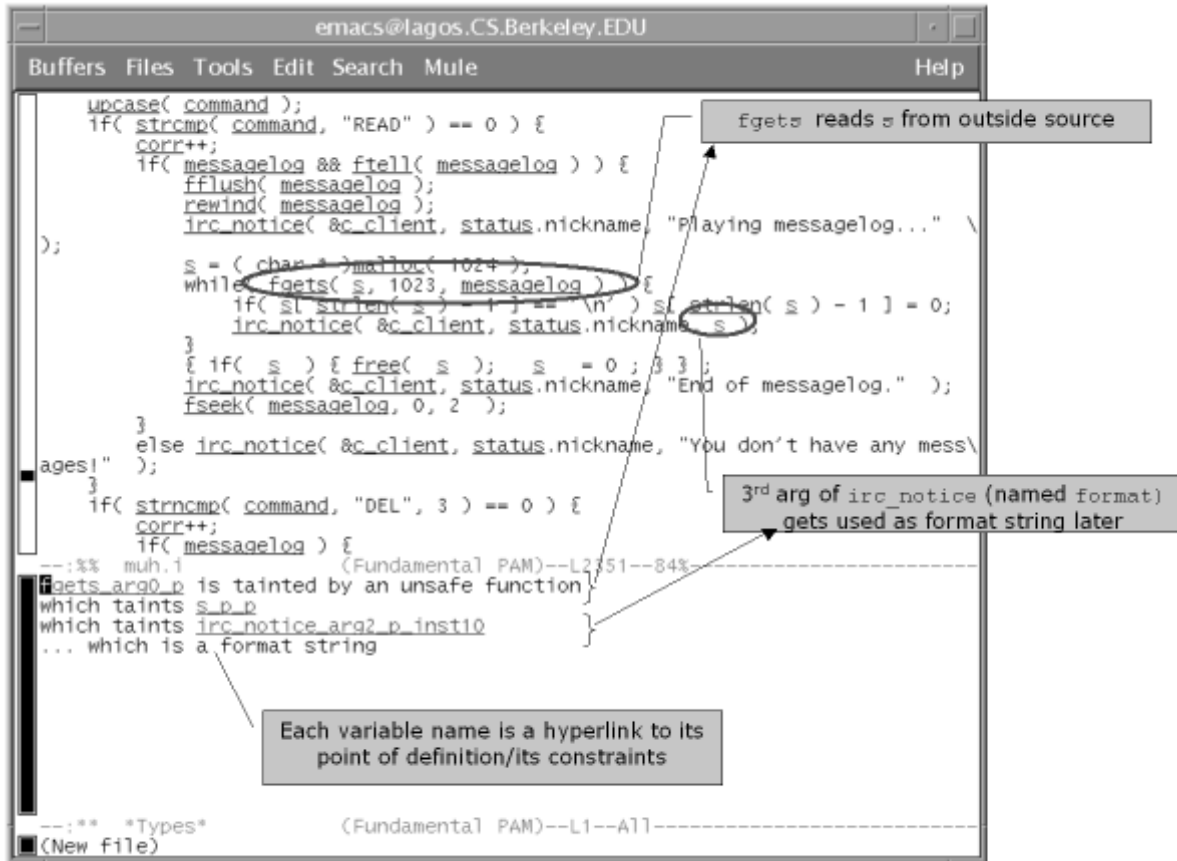 emacs@lagos.CS.Berkeley.EDU
Buffers Files Tools Edit Search Mule Help
upcase( command );
if( strcmp( command, "READ" ) == 0 ) {
corr++;
if( messagelog && ftell( messagelog ) ) {
fflush( messagelog );
rewind( messagelog );
irc_notice( &c_client, status.nickname, "Playing messagelog..." \
);
s = ( char * )malloc( 1024 );
while( fgets( s, 1023, messagelog ) ) {
if( s[ strlen( s ) - 1 ] == '\n' ) s[ strlen( s ) - 1 ] = 0;
irc_notice( &c_client, status.nickname, s );
}
{ if( s ) { free( s ); s = 0 ; } } ;
irc_notice( &c_client, status.nickname, "End of messagelog." );
fseek( messagelog, 0, 2 );
}
else irc_notice( &c_client, status.nickname, "You don't have any mess\
ages!" );
}
if( strncmp( command, "DEL", 3 ) == 0 ) {
corr++;
if( messagelog ) {
--:%% muh.i (Fundamental PAM)--L2351--84%------------------------
fgets_arg0_p is tainted by an unsafe function
which taints s_p_p
which taints irc_notice_arg2_p_inst10
... which is a format string
--:** *Types* (Fundamental PAM)--L1--All---------------------------
(New file)
fgets reads s from outside source
3rd arg of irc_notice (named format)
gets used as format string later
Each variable name is a hyperlink to its
point of definition/its constraints